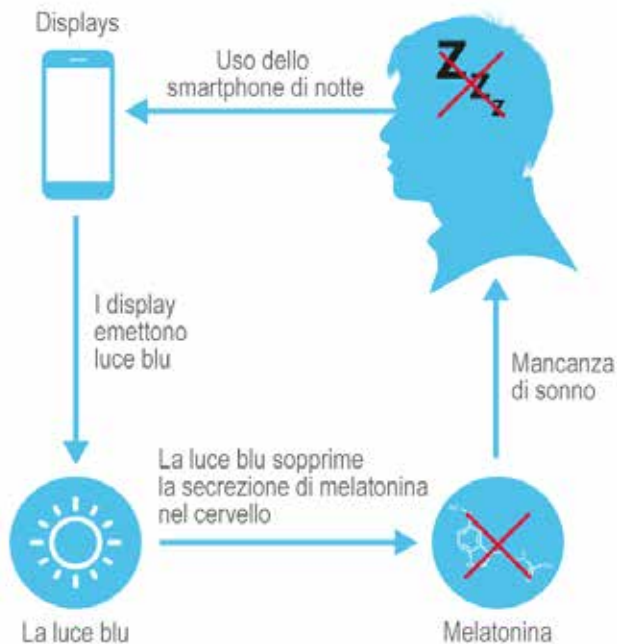 Displays
Uso dello
smartphone di notte
Z
Z
z
I display
emettono
luce blu
Mancanza
di sonno
La luce blu sopprime
la secrezione di melatonina
nel cervello
La luce blu
Melatonina